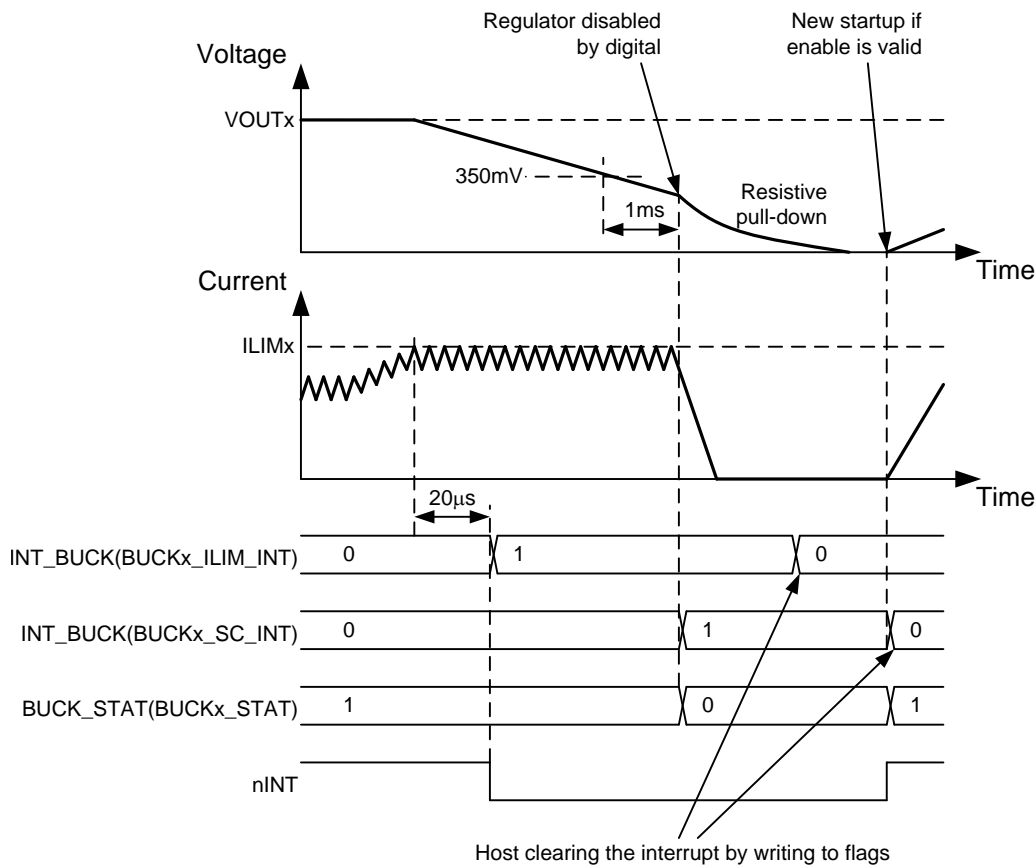 Regulator disabled
by digital
New startup if
enable is valid
Voltage
VOUTx
350mV
1ms
Resistive
pull-down
Time
Current
ILIMx
Time
20μs
INT_BUCK(BUCKx_ILIM_INT) 0 1 0
INT_BUCK(BUCKx_SC_INT) 0 1 0
BUCK_STAT(BUCKx_STAT) 1 0 1
nINT
Host clearing the interrupt by writing to flags